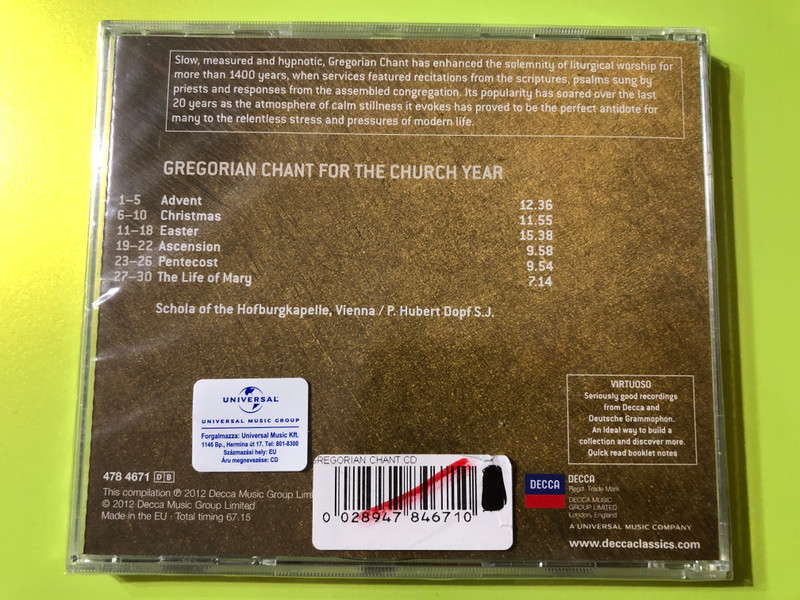 Slow, measured and hypnotic, Gregorian Chant has enhanced the solemnity of liturgical worship for
more than 1400 years, when services featured recitations from the scriptures, psalms sung by
priests and responses from the assembled congregation. Its popularity has soared over the last
20 years as the atmosphere of calm stillness it evokes has proved to be the perfect antidote for
many to the relentless stress and pressures of modern life.
GREGORIAN CHANT FOR THE CHURCH YEAR
1–5 Advent 12.36
6–10 Christmas 11.55
11–18 Easter 15.38
19–22 Ascension 9.58
23–26 Pentecost 9.54
27–30 The Life of Mary 7.14
Schola of the Hofburgkapelle, Vienna / P. Hubert Dopf S.J.
UNIVERSAL
UNIVERSAL MUSIC GROUP
Forgalmazza: Universal Music Kft.
1146 Bp., Hermina út 17. Tel: 801-8300
Származási hely: EU
Áru megnevezése: CD
VIRTUOSO
Seriously good recordings
from Decca and
Deutsche Grammophon.
An ideal way to build a
collection and discover more.
Quick read booklet notes
478 4671 D B
This compilation ℗ 2012 Decca Music Group Lim
© 2012 Decca Music Group Limited
Made in the EU · Total timing 67.15
GREGORIAN CHANT CD
0 028947 846710
DECCA
DECCA
Regd. Trade Mark
DECCA MUSIC
GROUP LIMITED
London, England
A UNIVERSAL MUSIC COMPANY
www.deccaclassics.com